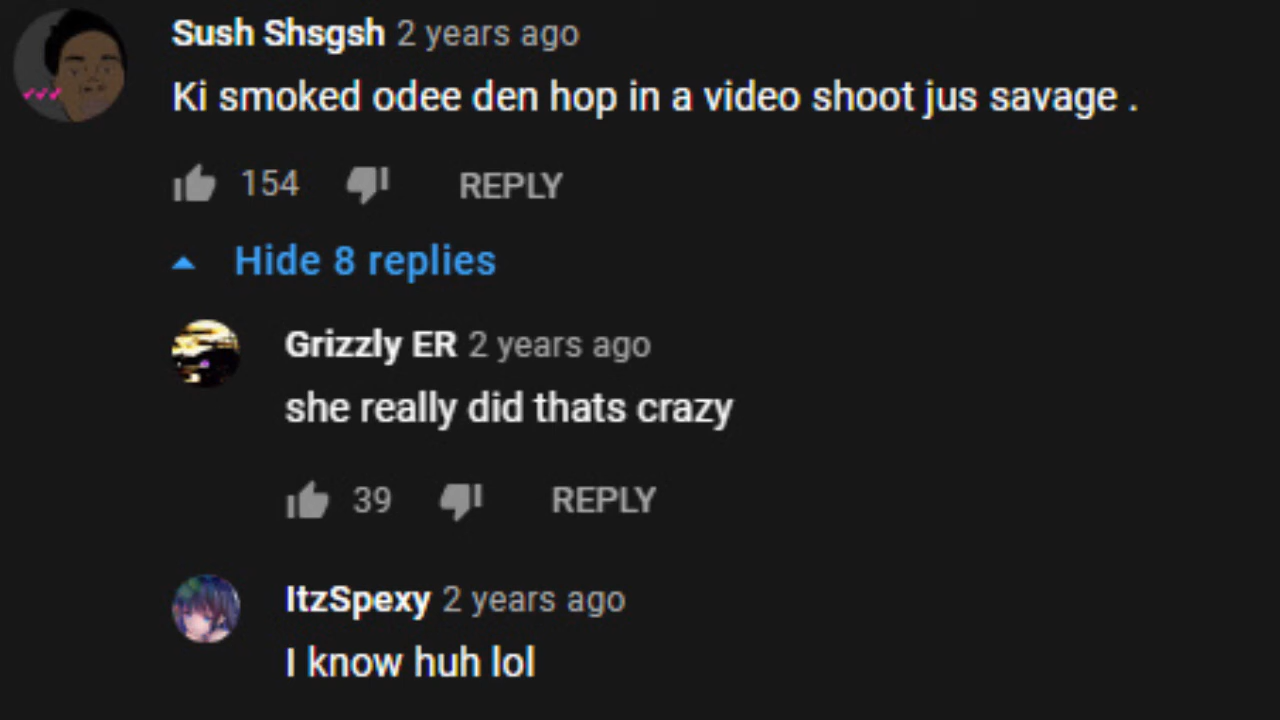 Sush Shsgsh 2 years ago
Ki smoked odee den hop in a video shoot jus savage .
154 REPLY
Hide 8 replies
Grizzly ER 2 years ago
she really did thats crazy
39 REPLY
ItzSpexy 2 years ago
I know huh lol